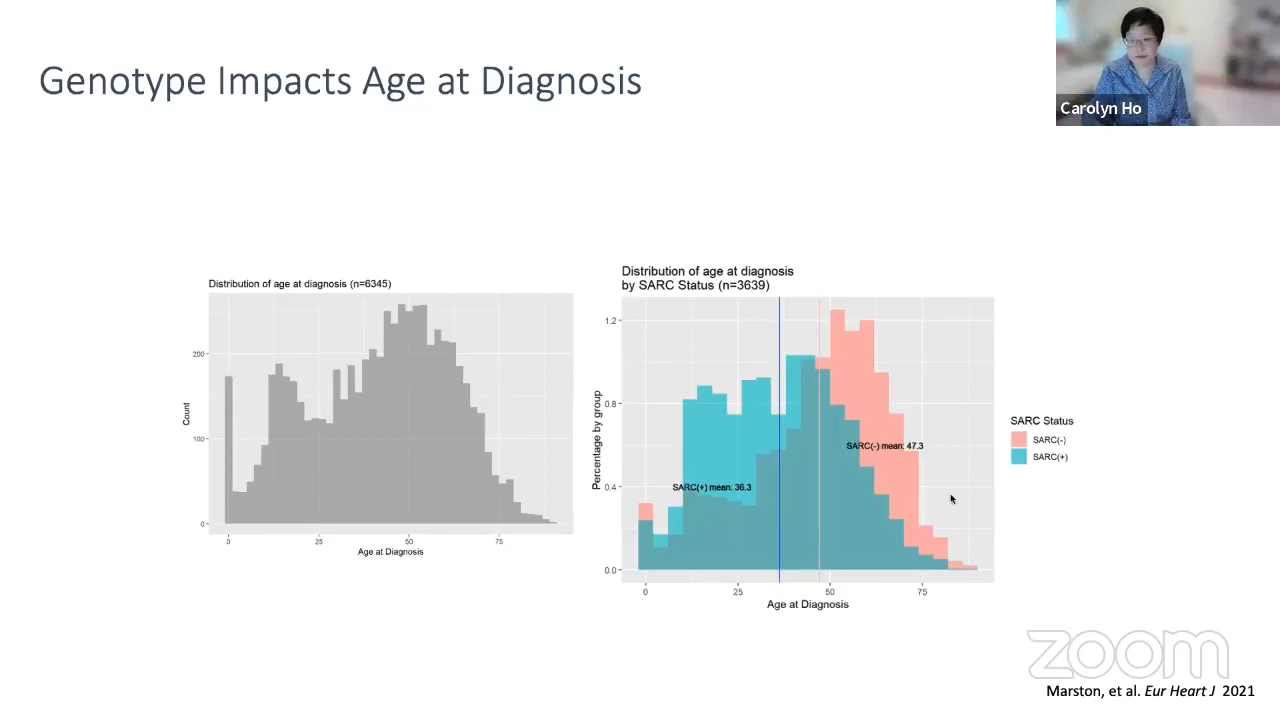 Genotype Impacts Age at Diagnosis
Carolyn Ho
Distribution of age at diagnosis (n=6345)
Count
200
100
0
0
25
50
75
Age at Diagnosis
Distribution of age at diagnosis
by SARC Status (n=3639)
Percentage by group
1.2
0.8
0.4
0.0
SARC(-) mean: 47.3
SARC(+) mean: 36.3
0
25
50
75
Age at Diagnosis
SARC Status
SARC(-)
SARC(+)
zoom
Marston, et al. Eur Heart J 2021